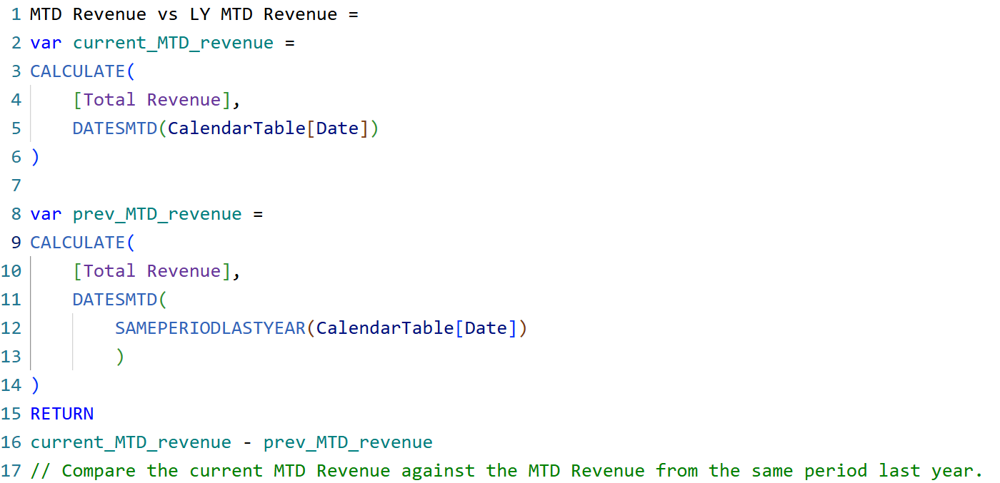 1 MTD Revenue vs LY MTD Revenue =
2 var current_MTD_revenue =
3 CALCULATE(
4     [Total Revenue],
5     DATESMTD(CalendarTable[Date])
6 )
7
8 var prev_MTD_revenue =
9 CALCULATE(
10     [Total Revenue],
11     DATESMTD(
12         SAMEPERIODLASTYEAR(CalendarTable[Date])
13         )
14 )
15 RETURN
16 current_MTD_revenue - prev_MTD_revenue
17 // Compare the current MTD Revenue against the MTD Revenue from the same period last year.